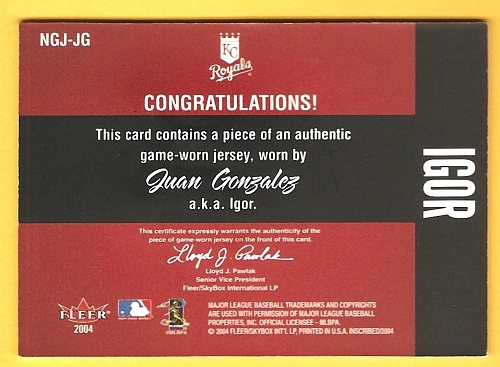 NGJ-JG
KC
Royals
CONGRATULATIONS!
This card contains a piece of an authentic
game-worn jersey, worn by
Juan Gonzalez
a.k.a. Igor.
IGOR
This certificate expressly warrants the authenticity of the
piece of game-worn jersey on the front of this card.
Lloyd J. Pawlak
Lloyd J. Pawlak
Senior Vice President
Fleer/SkyBox International LP
FLEER
2004
MLBPA
MAJOR LEAGUE BASEBALL TRADEMARKS AND COPYRIGHTS
ARE USED WITH PERMISSION OF MAJOR LEAGUE BASEBALL
PROPERTIES, INC. OFFICIAL LICENSEE - MLBPA.
© 2004 FLEER/SKYBOX INT'L LP, PRINTED IN U.S.A. INSCRIBED/2004